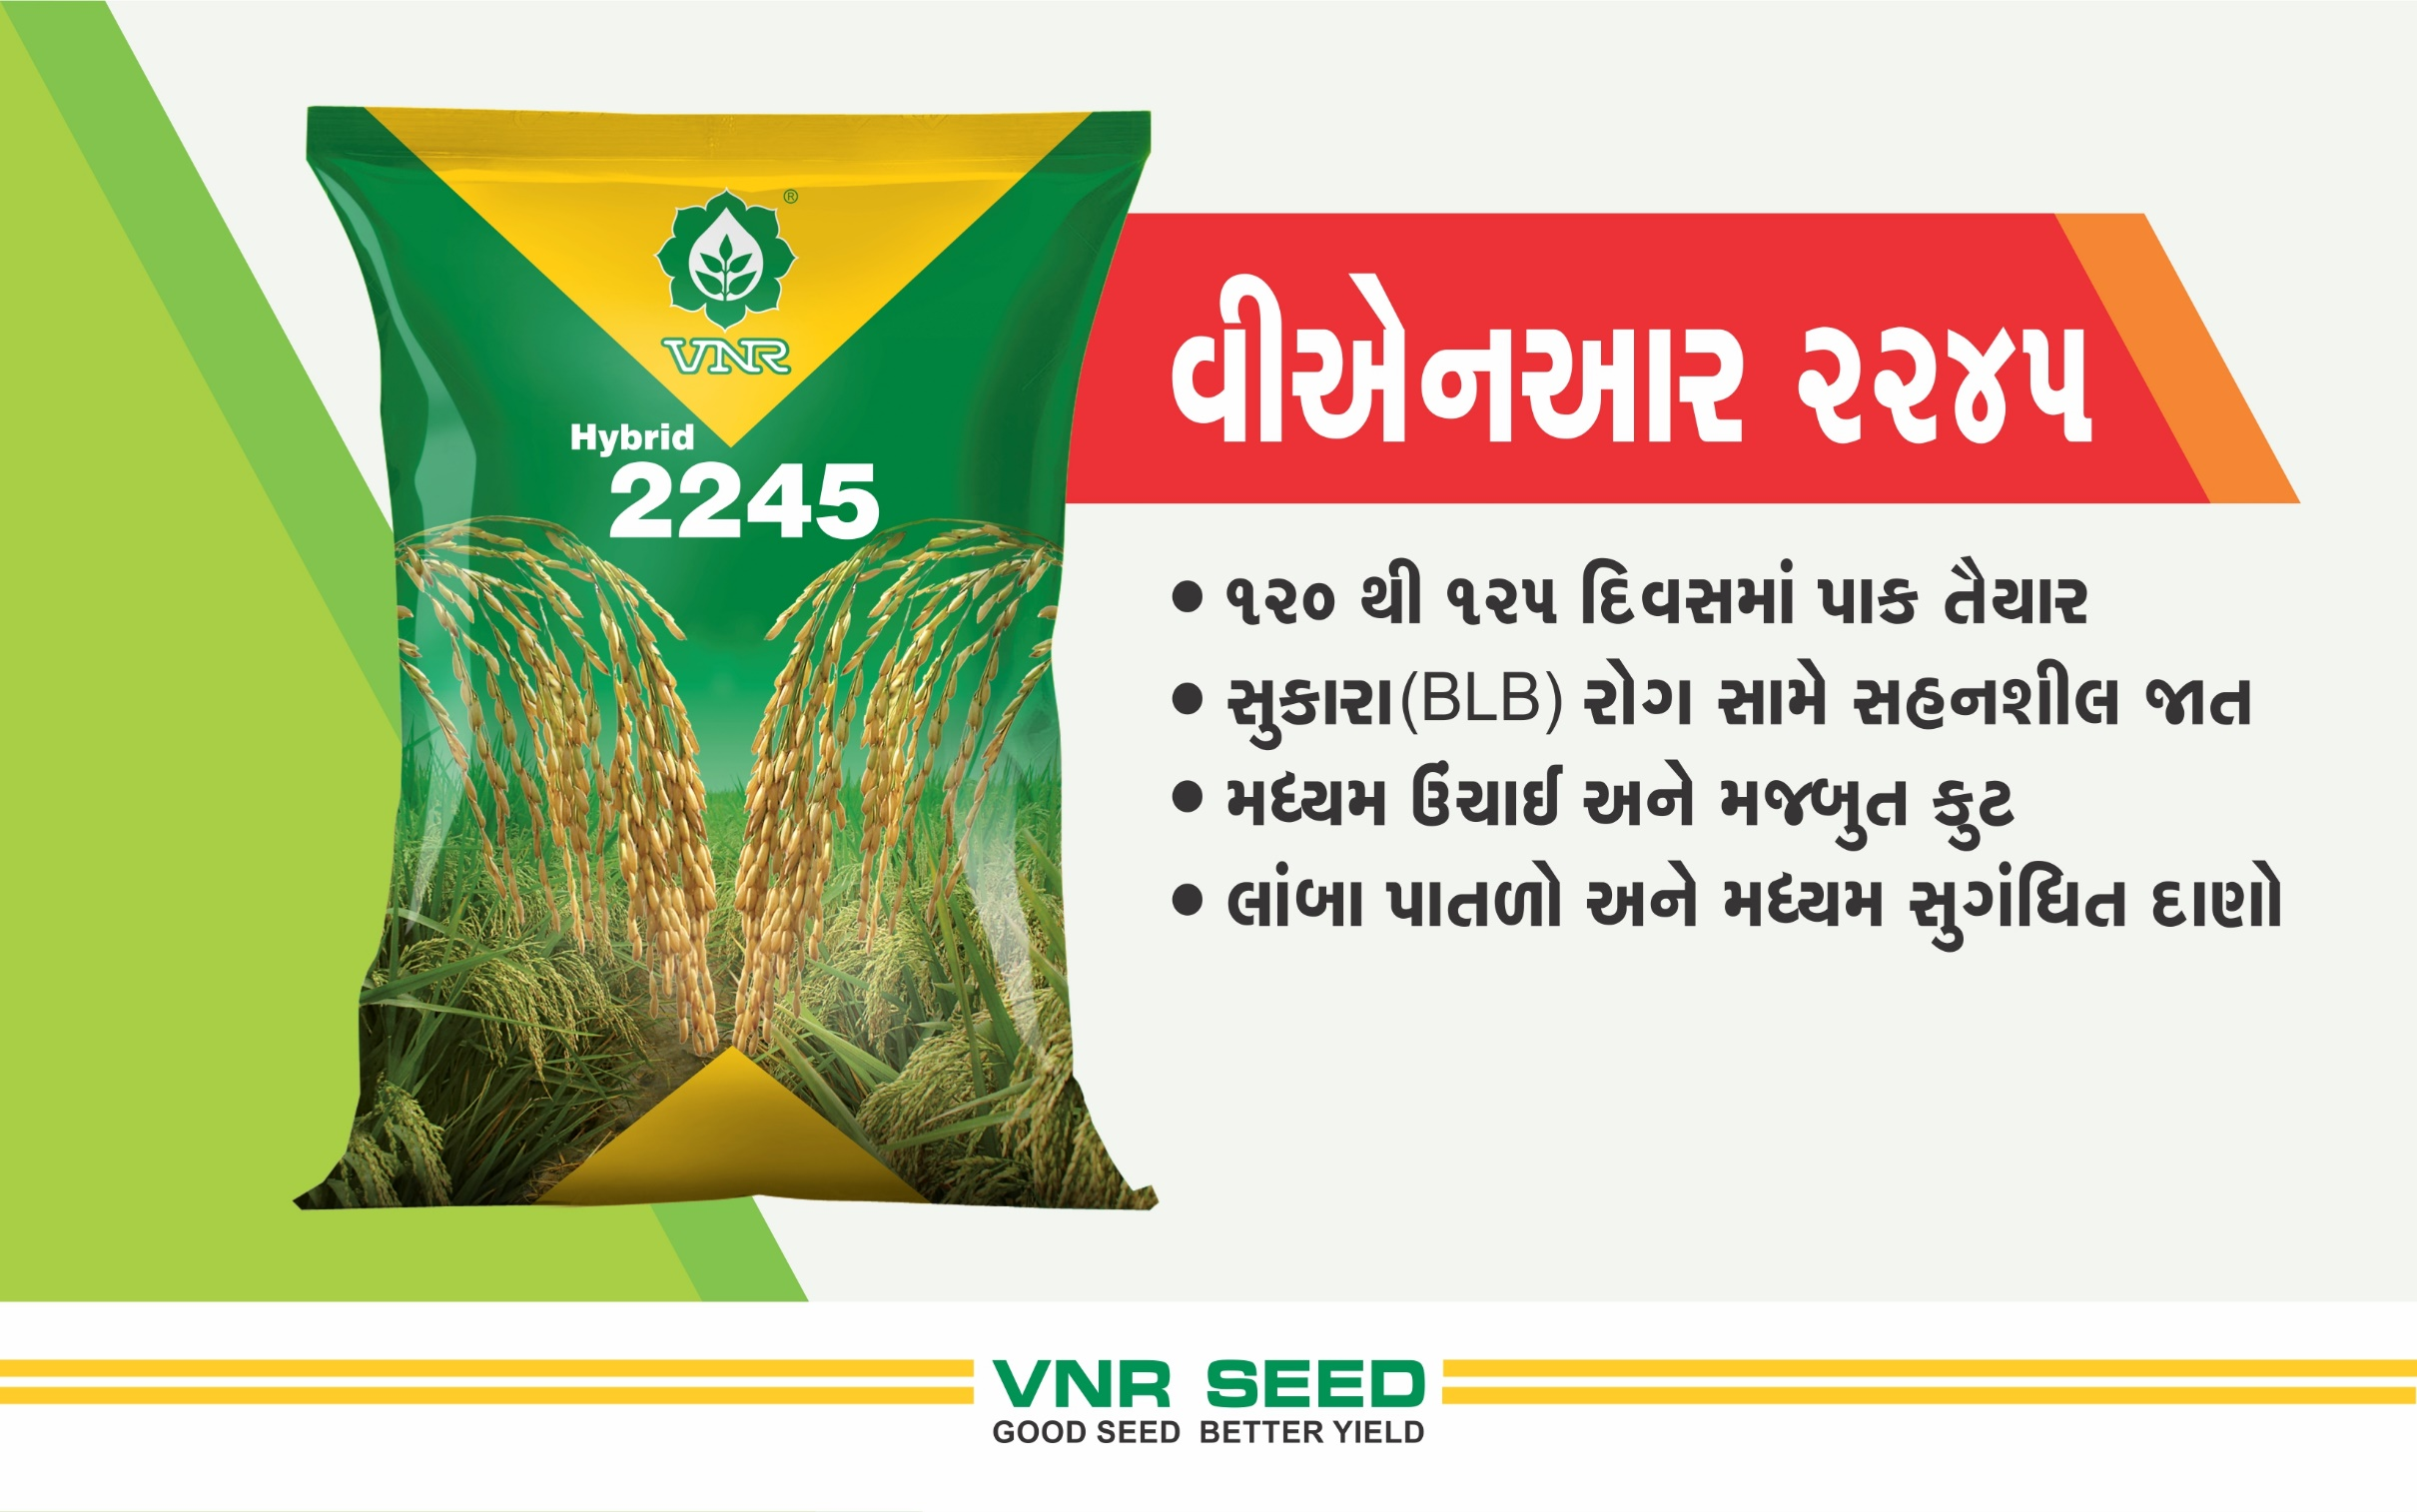 ®
VNR
Hybrid
2245
વીએનઆર ૨૨૪૫
• ૧૨૦ થી ૧૨૫ દિવસમાં પાક તૈયાર
• સુકારા(BLB) રોગ સામે સહનશીલ જાત
• મધ્યમ ઉંચાઈ અને મજબુત કુટ
• લાંબા પાતળો અને મધ્યમ સુગંધિત દાણો
VNR SEED
GOOD SEED BETTER YIELD